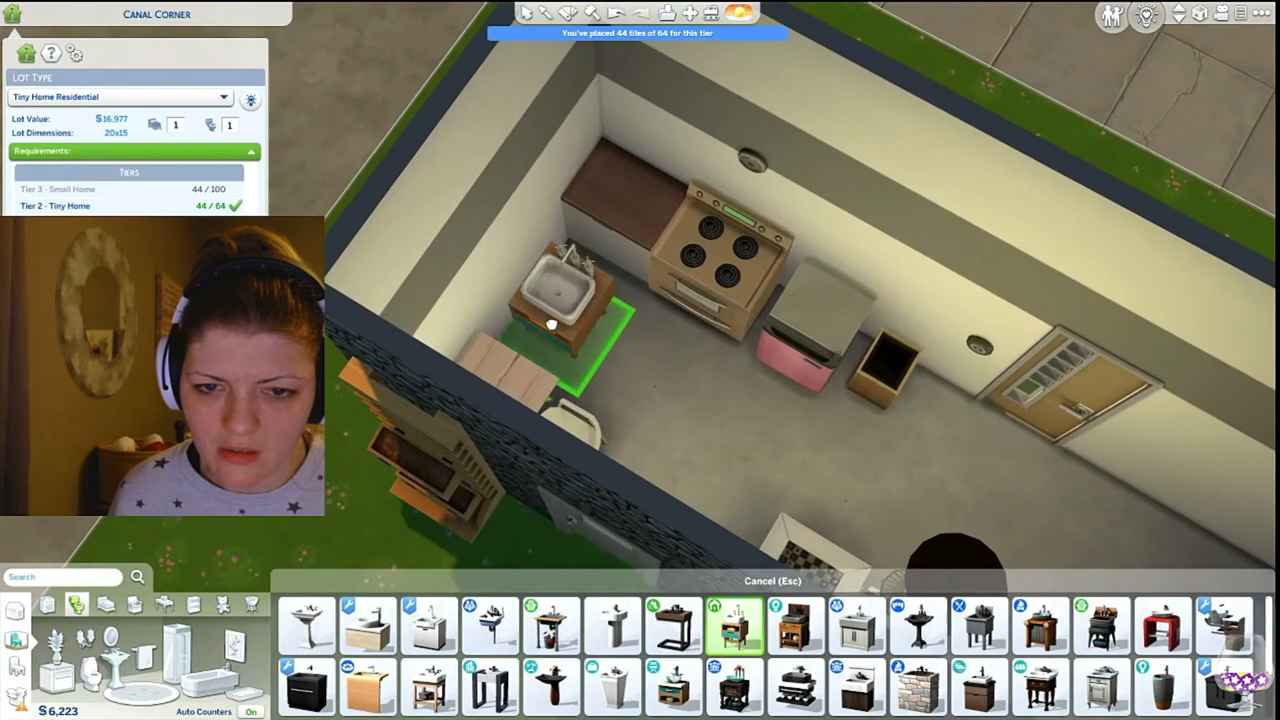 CANAL CORNER
You've placed 44 tiles of 64 for this tier
?
LOT TYPE
Tiny Home Residential
Lot Value: §16,977
1
1
Lot Dimensions: 20x15
Requirements:
TIERS
Tier 3 - Small Home 44 / 100
Tier 2 - Tiny Home 44 / 64
Cancel (Esc)
Search
§6,223
Auto Counters On